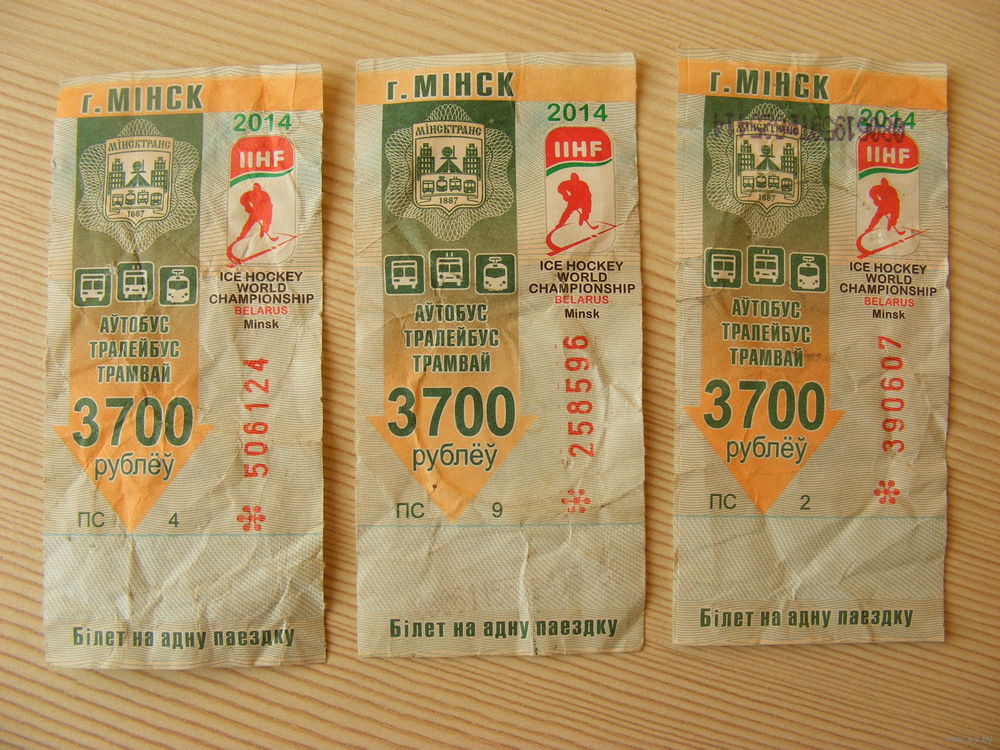 г. МІНСК
2014
МІНСКТРАНС
1887
IIHF
ICE HOCKEY
WORLD
CHAMPIONSHIP
BELARUS
Minsk
АЎТОБУС
ТРАЛЕЙБУС
ТРАМВАЙ
3700
рублёў
506124
ПС 4
Білет на адну паездку
г. МІНСК
2014
МІНСКТРАНС
1887
IIHF
ICE HOCKEY
WORLD
CHAMPIONSHIP
BELARUS
Minsk
АЎТОБУС
ТРАЛЕЙБУС
ТРАМВАЙ
3700
рублёў
258596
ПС 9
Білет на адну паездку
г. МІНСК
2014
МІНСКТРАНС
1887
IIHF
ICE HOCKEY
WORLD
CHAMPIONSHIP
BELARUS
Minsk
АЎТОБУС
ТРАЛЕЙБУС
ТРАМВАЙ
3700
рублёў
390607
ПС 2
Білет на адну паездку